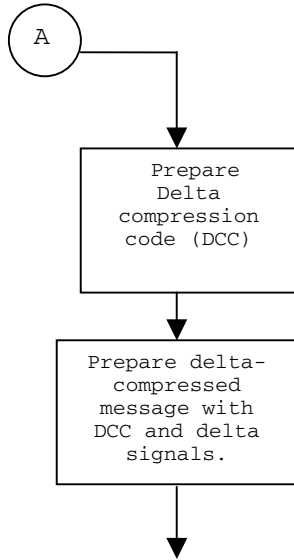 A
Prepare
Delta
compression
code (DCC)
Prepare delta-
compressed
message with
DCC and delta
signals.